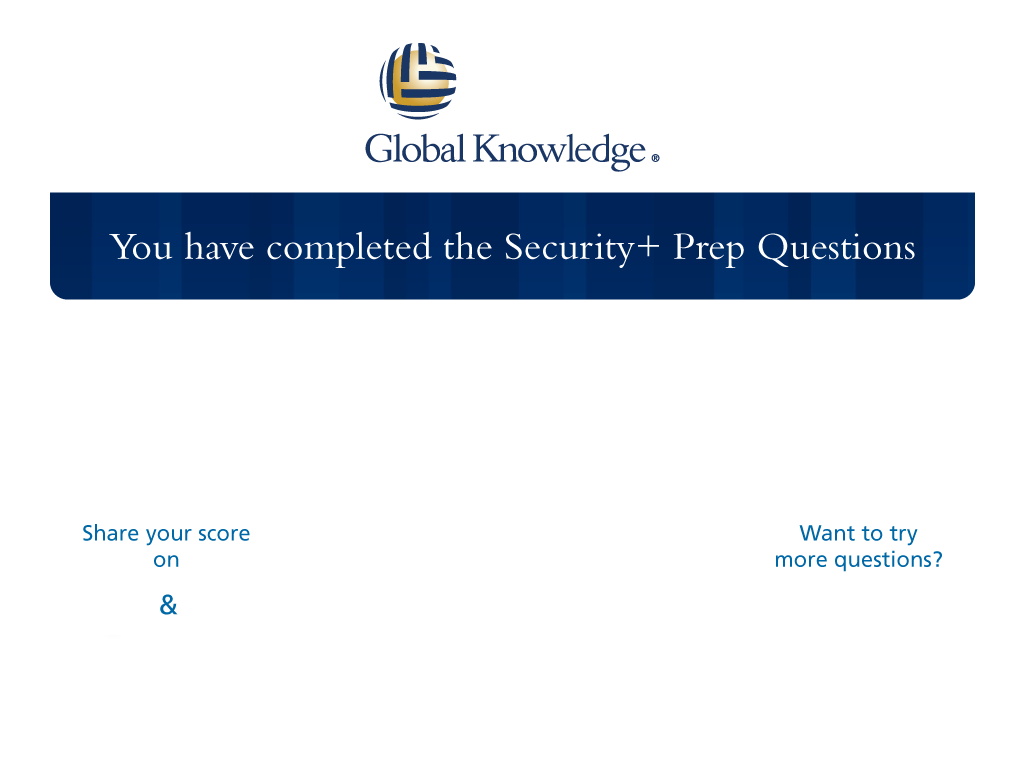 Global Knowledge ®
You have completed the Security+ Prep Questions
Share your score
on
&
Want to try
more questions?